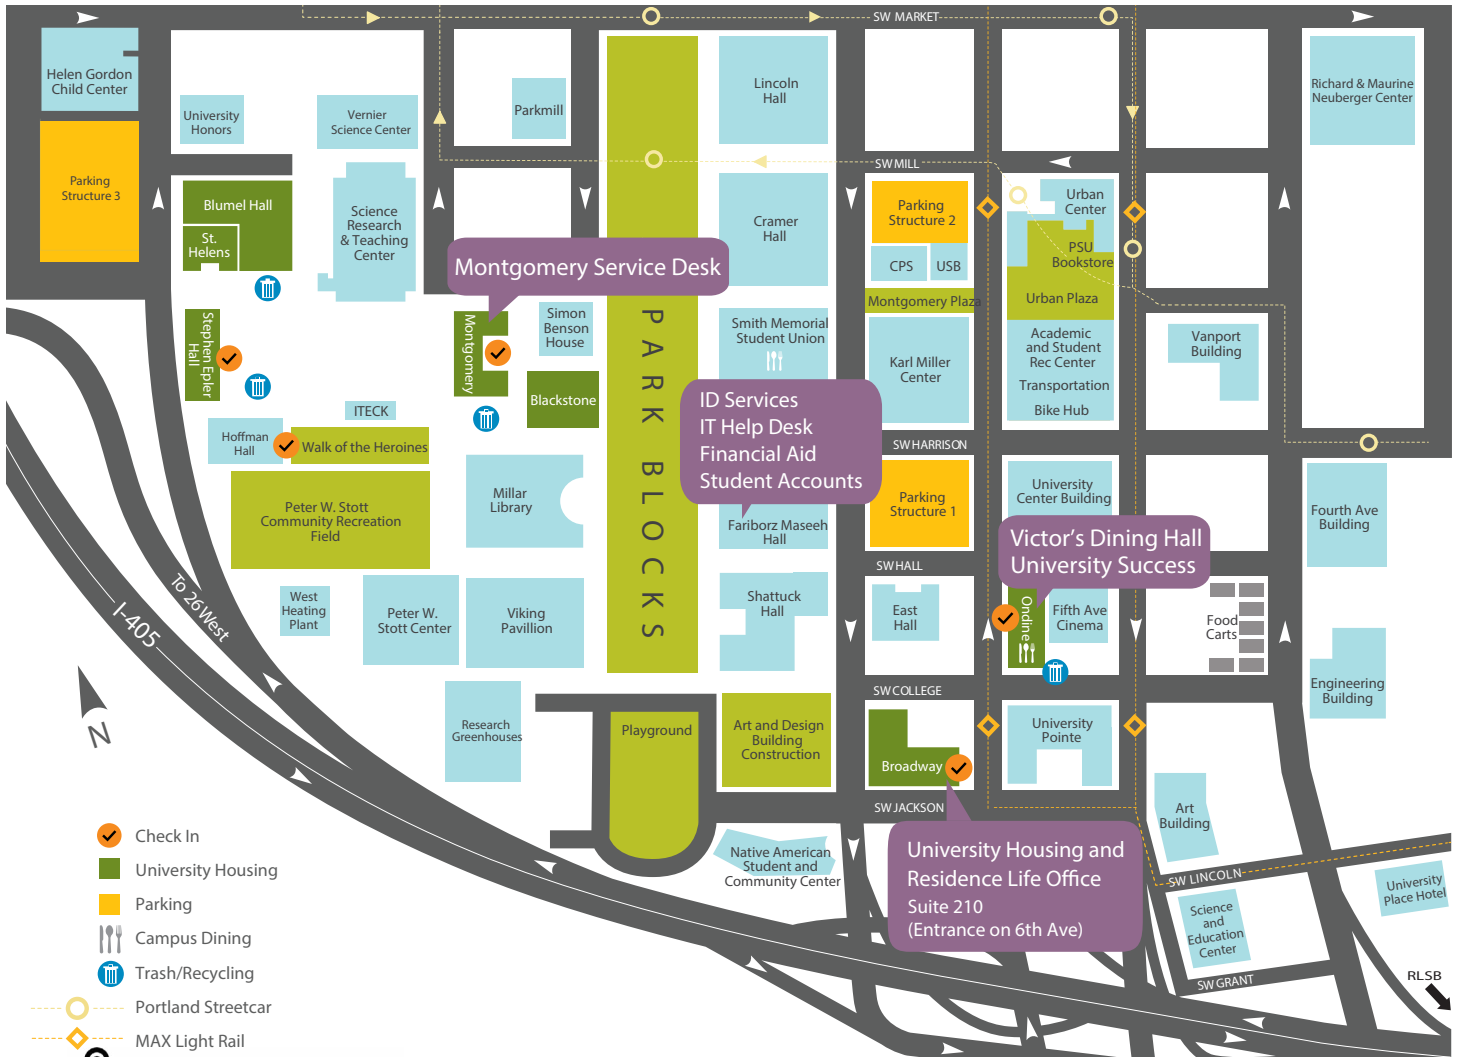 SW MARKET
Helen Gordon
Child Center
University
Honors
Vernier
Science Center
Parkmill
Lincoln
Hall
Richard & Maurine
Neuberger Center
SW MILL
Parking
Structure 3
Blumel Hall
St.
Helens
Science
Research
& Teaching
Center
Cramer
Hall
Parking
Structure 2
CPS
USB
Urban
Center
PSU
Bookstore
Urban Plaza
Montgomery Service Desk
Montgomery Plaza
Stephen Epler
Hall
Montgomery
Simon
Benson
House
Blackstone
PARK BLOCKS
Smith Memorial
Student Union
Karl Miller
Center
Academic
and Student
Rec Center
Transportation
Bike Hub
Vanport
Building
ITECK
Hoffman
Hall
Walk of the Heroines
ID Services
IT Help Desk
Financial Aid
Student Accounts
SW HARRISON
Peter W. Stott
Community Recreation
Field
Millar
Library
Fariborz Maseeh
Hall
Parking
Structure 1
University
Center Building
Fourth Ave
Building
Victor's Dining Hall
University Success
SW HALL
To 26 West
I-405
West
Heating
Plant
Peter W.
Stott Center
Viking
Pavillion
Shattuck
Hall
East
Hall
Ondine
Fifth Ave
Cinema
Food
Carts
SW COLLEGE
Engineering
Building
N
Research
Greenhouses
Playground
Art and Design
Building
Construction
Broadway
University
Pointe
SW JACKSON
Art
Building
Native American
Student and
Community Center
University Housing and
Residence Life Office
Suite 210
(Entrance on 6th Ave)
SW LINCOLN
University
Place Hotel
Science
and
Education
Center
SW GRANT
RLSB
Check In
University Housing
Parking
Campus Dining
Trash/Recycling
Portland Streetcar
MAX Light Rail